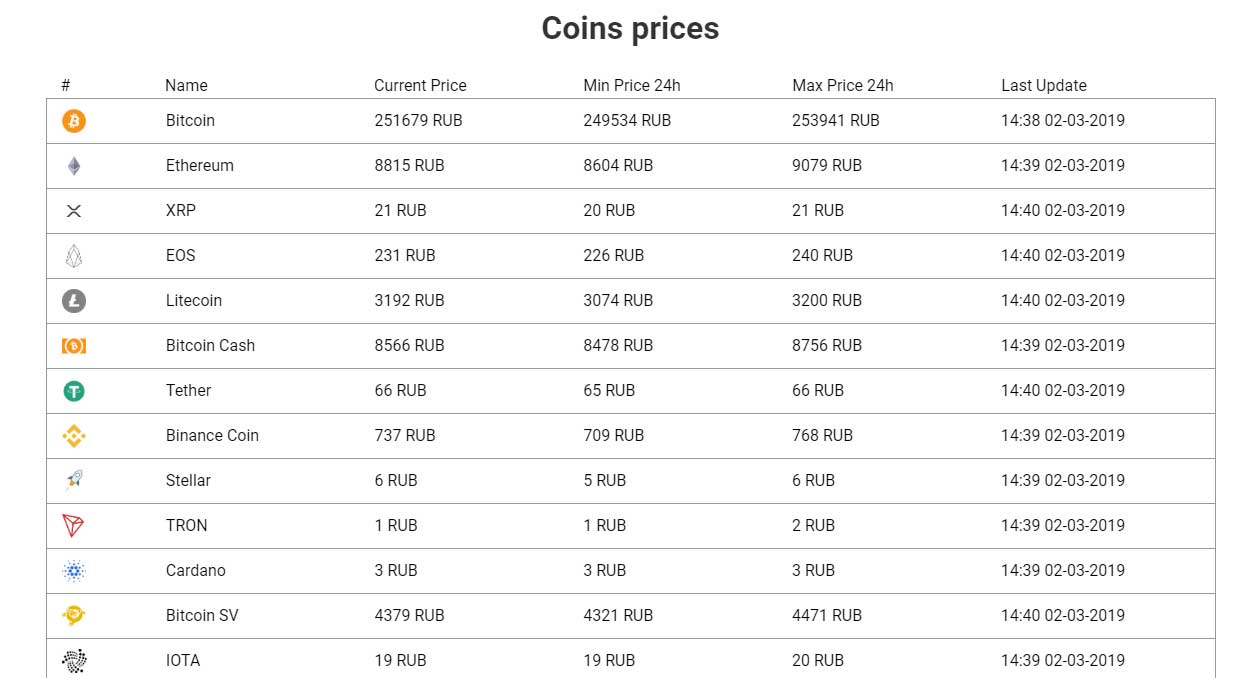 Coins prices
# Name Current Price Min Price 24h Max Price 24h Last Update
Bitcoin 251679 RUB 249534 RUB 253941 RUB 14:38 02-03-2019
Ethereum 8815 RUB 8604 RUB 9079 RUB 14:39 02-03-2019
XRP 21 RUB 20 RUB 21 RUB 14:40 02-03-2019
EOS 231 RUB 226 RUB 240 RUB 14:40 02-03-2019
Litecoin 3192 RUB 3074 RUB 3200 RUB 14:40 02-03-2019
Bitcoin Cash 8566 RUB 8478 RUB 8756 RUB 14:39 02-03-2019
Tether 66 RUB 65 RUB 66 RUB 14:40 02-03-2019
Binance Coin 737 RUB 709 RUB 768 RUB 14:39 02-03-2019
Stellar 6 RUB 5 RUB 6 RUB 14:39 02-03-2019
TRON 1 RUB 1 RUB 2 RUB 14:39 02-03-2019
Cardano 3 RUB 3 RUB 3 RUB 14:39 02-03-2019
Bitcoin SV 4379 RUB 4321 RUB 4471 RUB 14:40 02-03-2019
IOTA 19 RUB 19 RUB 20 RUB 14:39 02-03-2019